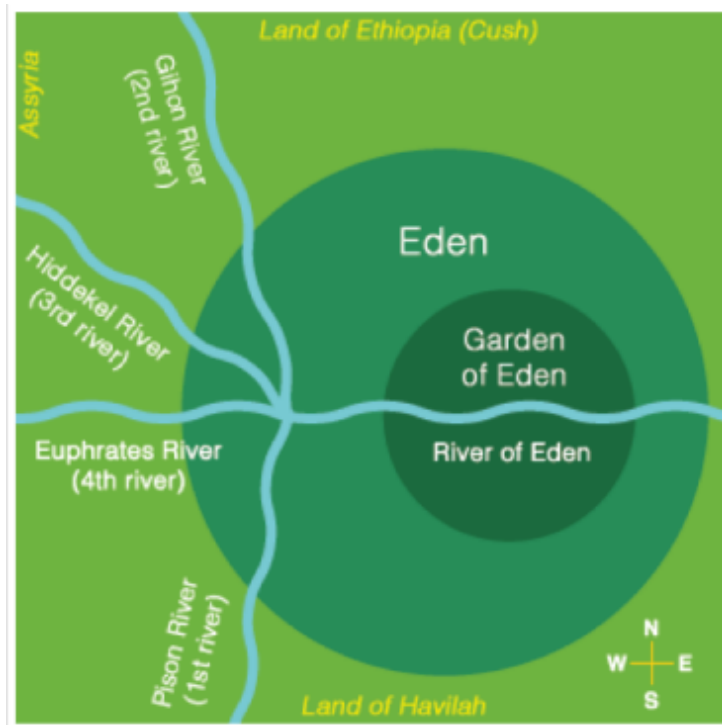 Land of Ethiopia (Cush)
Assyria
Gihon River
(2nd river)
Eden
Hiddekel River
(3rd river)
Garden
of Eden
Euphrates River
(4th river)
River of Eden
Pison River
(1st river)
N
W E
S
Land of Havilah